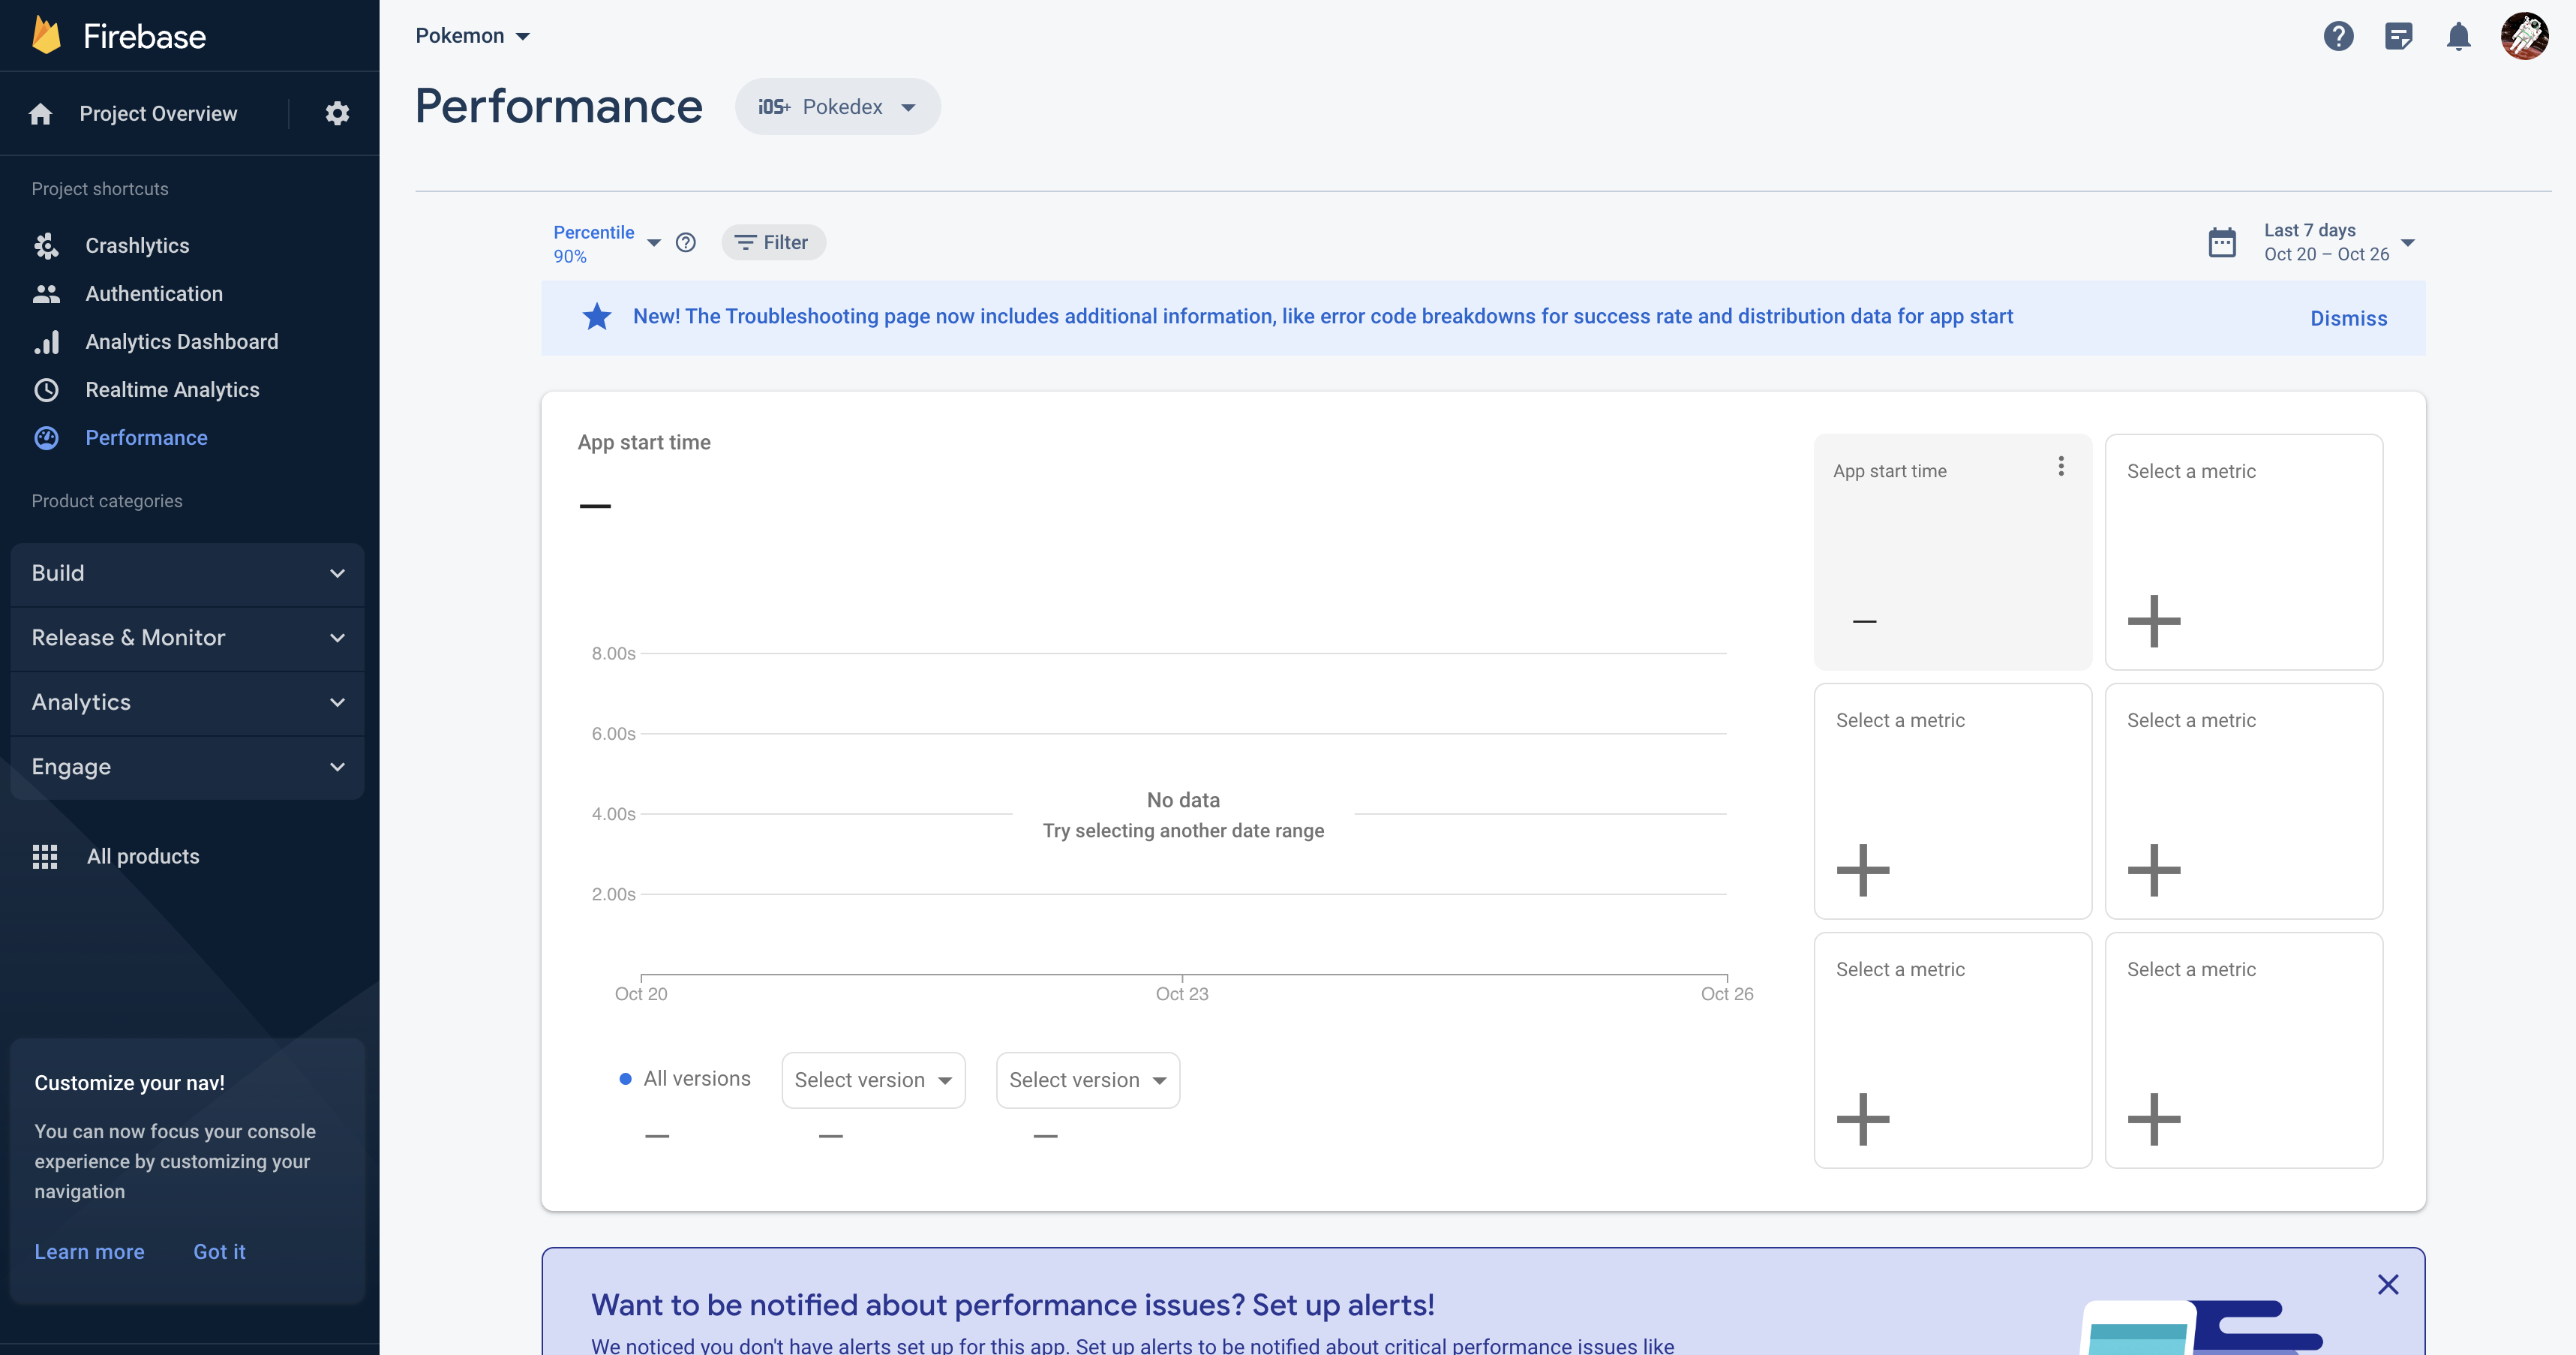 Firebase
Project Overview
Project shortcuts
Crashlytics
Authentication
Analytics Dashboard
Realtime Analytics
Performance
Product categories
Build
Release & Monitor
Analytics
Engage
All products
Customize your nav!
You can now focus your console
experience by customizing your
navigation
Learn more Got it
Pokemon
Performance
iOS+ Pokedex
Percentile
90%
Filter
Last 7 days
Oct 20 – Oct 26
New! The Troubleshooting page now includes additional information, like error code breakdowns for success rate and distribution data for app start
Dismiss
App start time
—
8.00s
6.00s
4.00s
2.00s
No data
Try selecting another date range
Oct 20 Oct 23 Oct 26
All versions Select version Select version
— — —
App start time
—
Select a metric
Select a metric
Select a metric
Select a metric
Select a metric
Want to be notified about performance issues? Set up alerts!
We noticed you don't have alerts set up for this app. Set up alerts to be notified about critical performance issues like